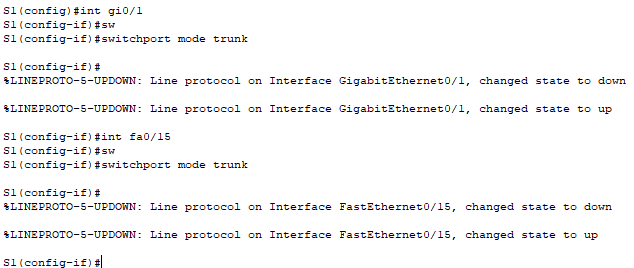 S1(config)#int gi0/1
S1(config-if)#sw
S1(config-if)#switchport mode trunk
S1(config-if)#
%LINEPROTO-5-UPDOWN: Line protocol on Interface GigabitEthernet0/1, changed state to down
%LINEPROTO-5-UPDOWN: Line protocol on Interface GigabitEthernet0/1, changed state to up
S1(config-if)#int fa0/15
S1(config-if)#sw
S1(config-if)#switchport mode trunk
S1(config-if)#
%LINEPROTO-5-UPDOWN: Line protocol on Interface FastEthernet0/15, changed state to down
%LINEPROTO-5-UPDOWN: Line protocol on Interface FastEthernet0/15, changed state to up
S1(config-if)#